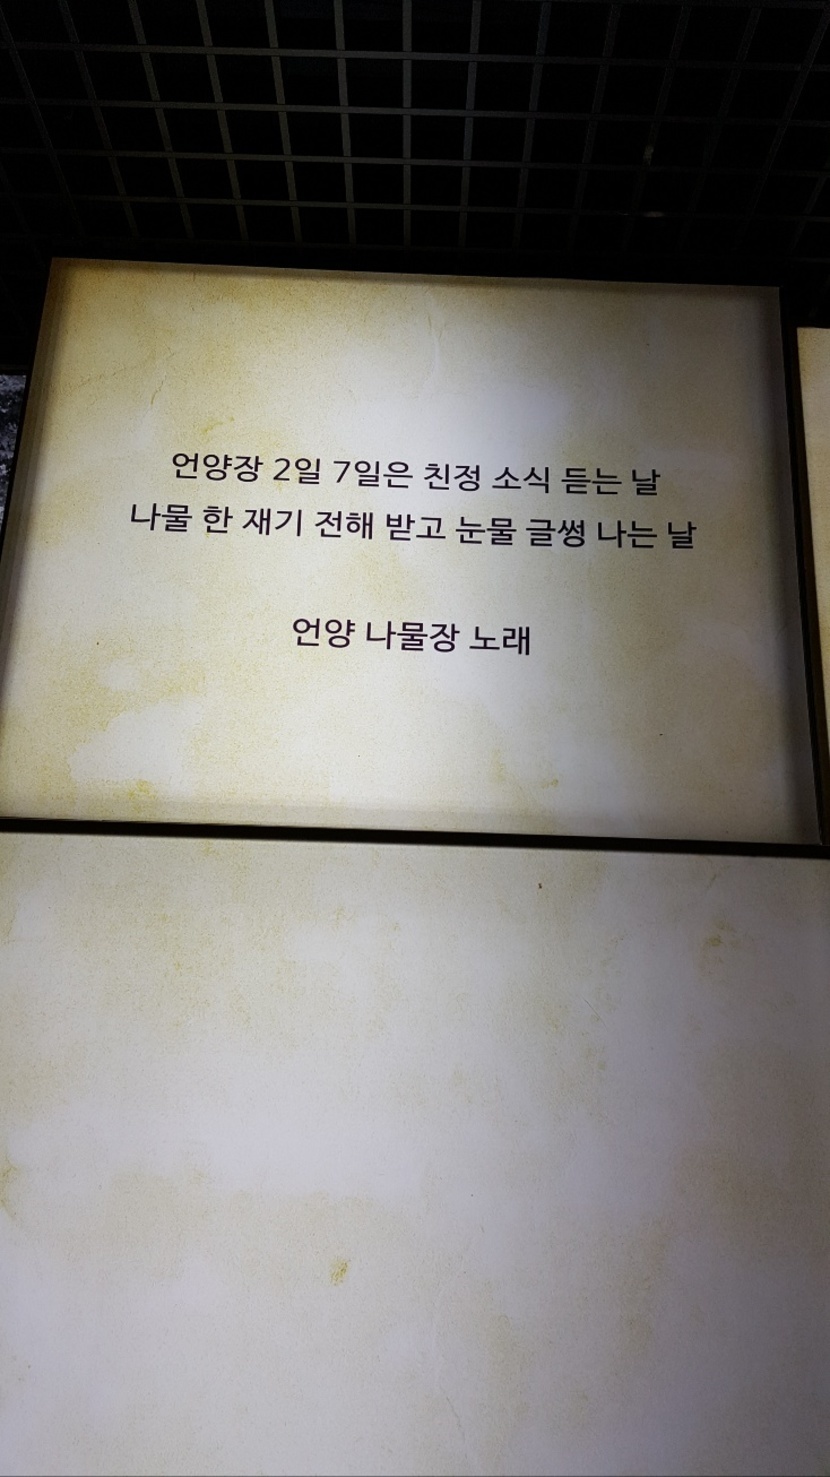 언양장 2일 7일은 친정 소식 듣는 날
나물 한 재기 전해 받고 눈물 글썽 나는 날
언양 나물장 노래